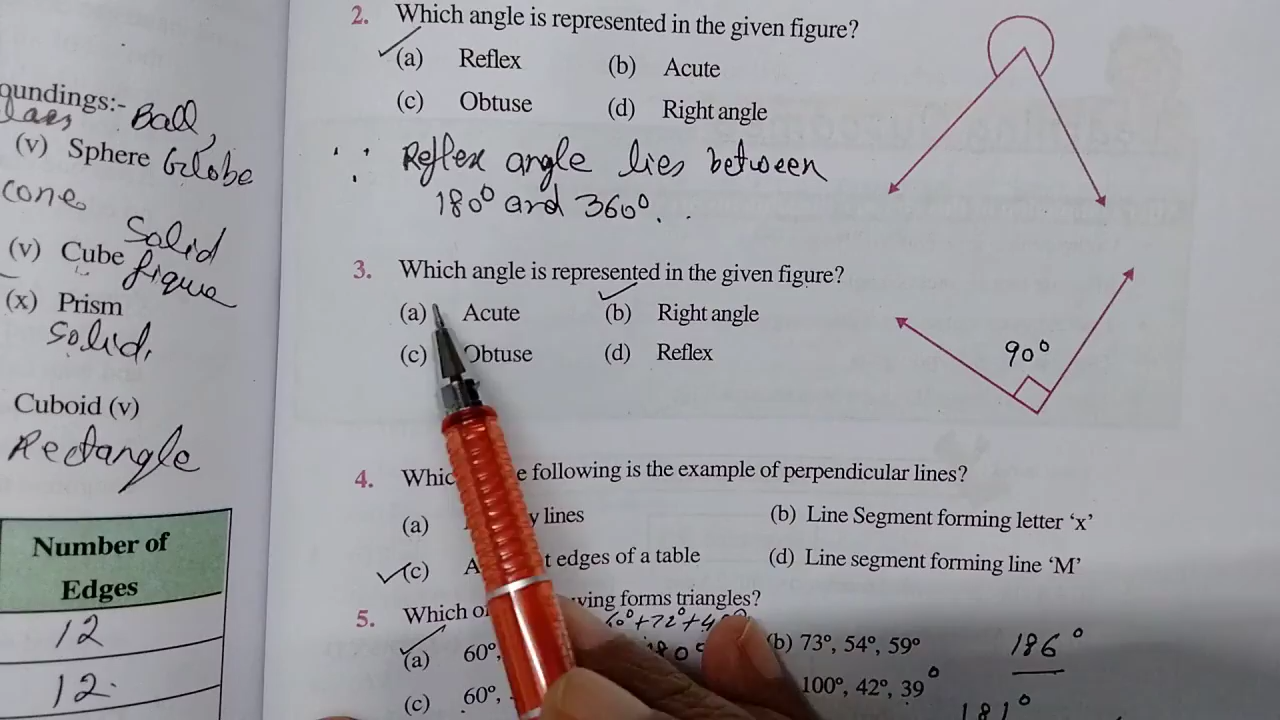 oundings:-
Ball,
(v) Sphere Globe
cone
Solid
(v) Cube figure
(x) Prism
Solid,
Cuboid (v)
Rectangle
Number of
Edges
12
12
2. Which angle is represented in the given figure?
(a) Reflex (b) Acute
(c) Obtuse (d) Right angle
Reflex angle lies between
180° and 360°.
3. Which angle is represented in the given figure?
(a) Acute (b) Right angle
(c) Obtuse (d) Reflex
90°
4. Whic e following is the example of perpendicular lines?
(a) y lines (b) Line Segment forming letter ‘x’
(c) A t edges of a table (d) Line segment forming line ‘M’
5. Which o ving forms triangles?
(a) 60°, (b) 73°, 54°, 59° 186°
(c) 60°, 100°, 42°, 39°
181°